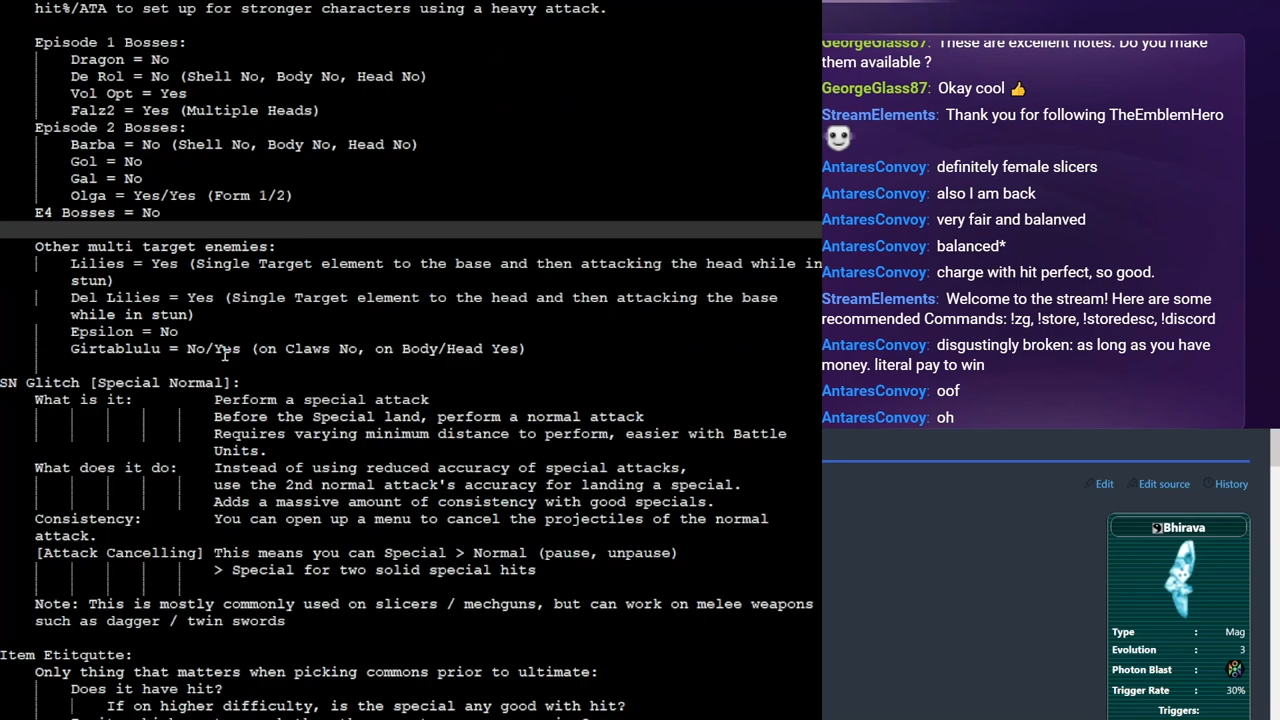 hit%/ATA to set up for stronger characters using a heavy attack.
Episode 1 Bosses:
Dragon = No
De Rol = No (Shell No, Body No, Head No)
Vol Opt = Yes
Falz2 = Yes (Multiple Heads)
Episode 2 Bosses:
Barba = No (Shell No, Body No, Head No)
Gol = No
Gal = No
Olga = Yes/Yes (Form 1/2)
E4 Bosses = No
Other multi target enemies:
Lilies = Yes (Single Target element to the base and then attacking the head while in
stun)
Del Lilies = Yes (Single Target element to the head and then attacking the base
while in stun)
Epsilon = No
Girtablulu = No/Yes (on Claws No, on Body/Head Yes)
SN Glitch [Special Normal]:
What is it: Perform a special attack
Before the Special land, perform a normal attack
Requires varying minimum distance to perform, easier with Battle
Units.
What does it do: Instead of using reduced accuracy of special attacks,
use the 2nd normal attack's accuracy for landing a special.
Adds a massive amount of consistency with good specials.
Consistency: You can open up a menu to cancel the projectiles of the normal
attack.
[Attack Cancelling] This means you can Special > Normal (pause, unpause)
> Special for two solid special hits
Note: This is mostly commonly used on slicers / mechguns, but can work on melee weapons
such as dagger / twin swords
Item Etitqutte:
Only thing that matters when picking commons prior to ultimate:
Does it have hit?
If on higher difficulty, is the special any good with hit?
GeorgeGlass87: These are excellent notes. Do you make
them available ?
GeorgeGlass87: Okay cool 👍
StreamElements: Thank you for following TheEmblemHero
AntaresConvoy: definitely female slicers
AntaresConvoy: also I am back
AntaresConvoy: very fair and balanved
AntaresConvoy: balanced*
AntaresConvoy: charge with hit perfect, so good.
StreamElements: Welcome to the stream! Here are some
recommended Commands: !zg, !store, !storedesc, !discord
AntaresConvoy: disgustingly broken: as long as you have
money. literal pay to win
AntaresConvoy: oof
AntaresConvoy: oh
Edit Edit source History
Bhirava
Type : Mag
Evolution : 3
Photon Blast :
Trigger Rate : 30%
Triggers: